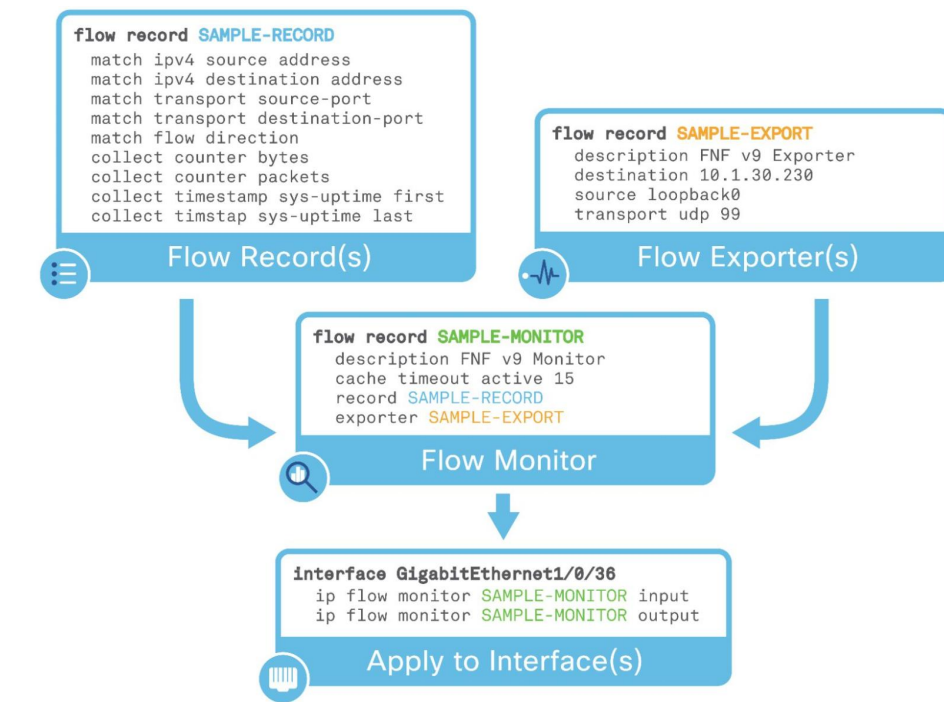 flow record SAMPLE-RECORD
match ipv4 source address
match ipv4 destination address
match transport source-port
match transport destination-port
match flow direction
collect counter bytes
collect counter packets
collect timestamp sys-uptime first
collect timstap sys-uptime last
Flow Record(s)
flow record SAMPLE-EXPORT
description FNF v9 Exporter
destination 10.1.30.230
source loopback0
transport udp 99
Flow Exporter(s)
flow record SAMPLE-MONITOR
description FNF v9 Monitor
cache timeout active 15
record SAMPLE-RECORD
exporter SAMPLE-EXPORT
Flow Monitor
interface GigabitEthernet1/0/36
ip flow monitor SAMPLE-MONITOR input
ip flow monitor SAMPLE-MONITOR output
Apply to Interface(s)